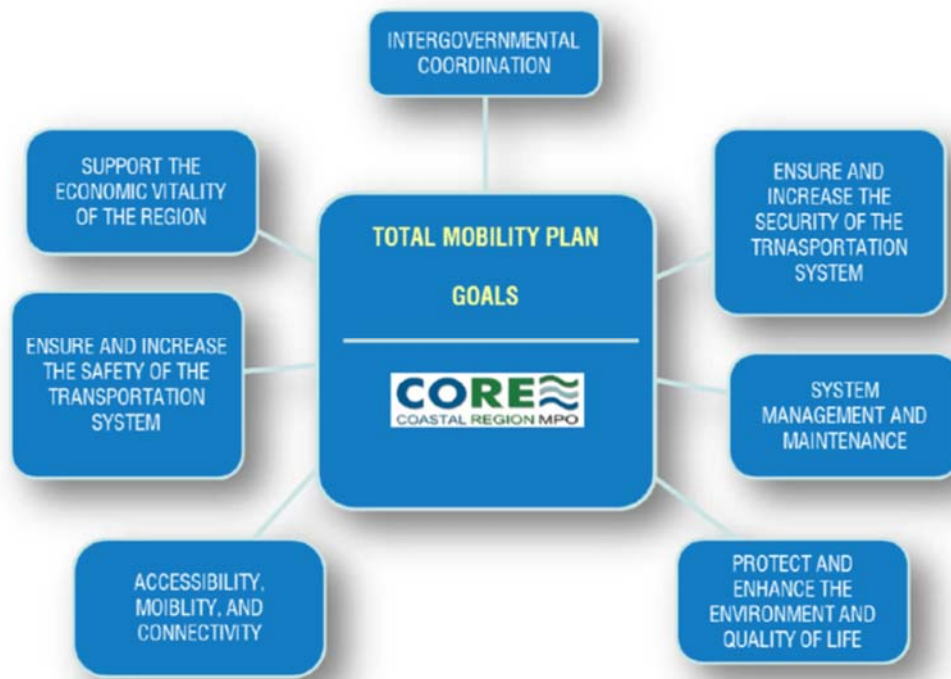 INTERGOVERNMENTAL
COORDINATION
SUPPORT THE
ECONOMIC VITALITY
OF THE REGION
ENSURE AND
INCREASE THE
SECURITY OF THE
TRNASPORTATION
SYSTEM
TOTAL MOBILITY PLAN
GOALS
CORE
COASTAL REGION MPO
ENSURE AND INCREASE
THE SAFETY OF THE
TRANSPORTATION
SYSTEM
SYSTEM
MANAGEMENT AND
MAINTENANCE
ACCESSIBILITY,
MOIBLITY, AND
CONNECTIVITY
PROTECT AND
ENHANCE THE
ENVIRONMENT AND
QUALITY OF LIFE